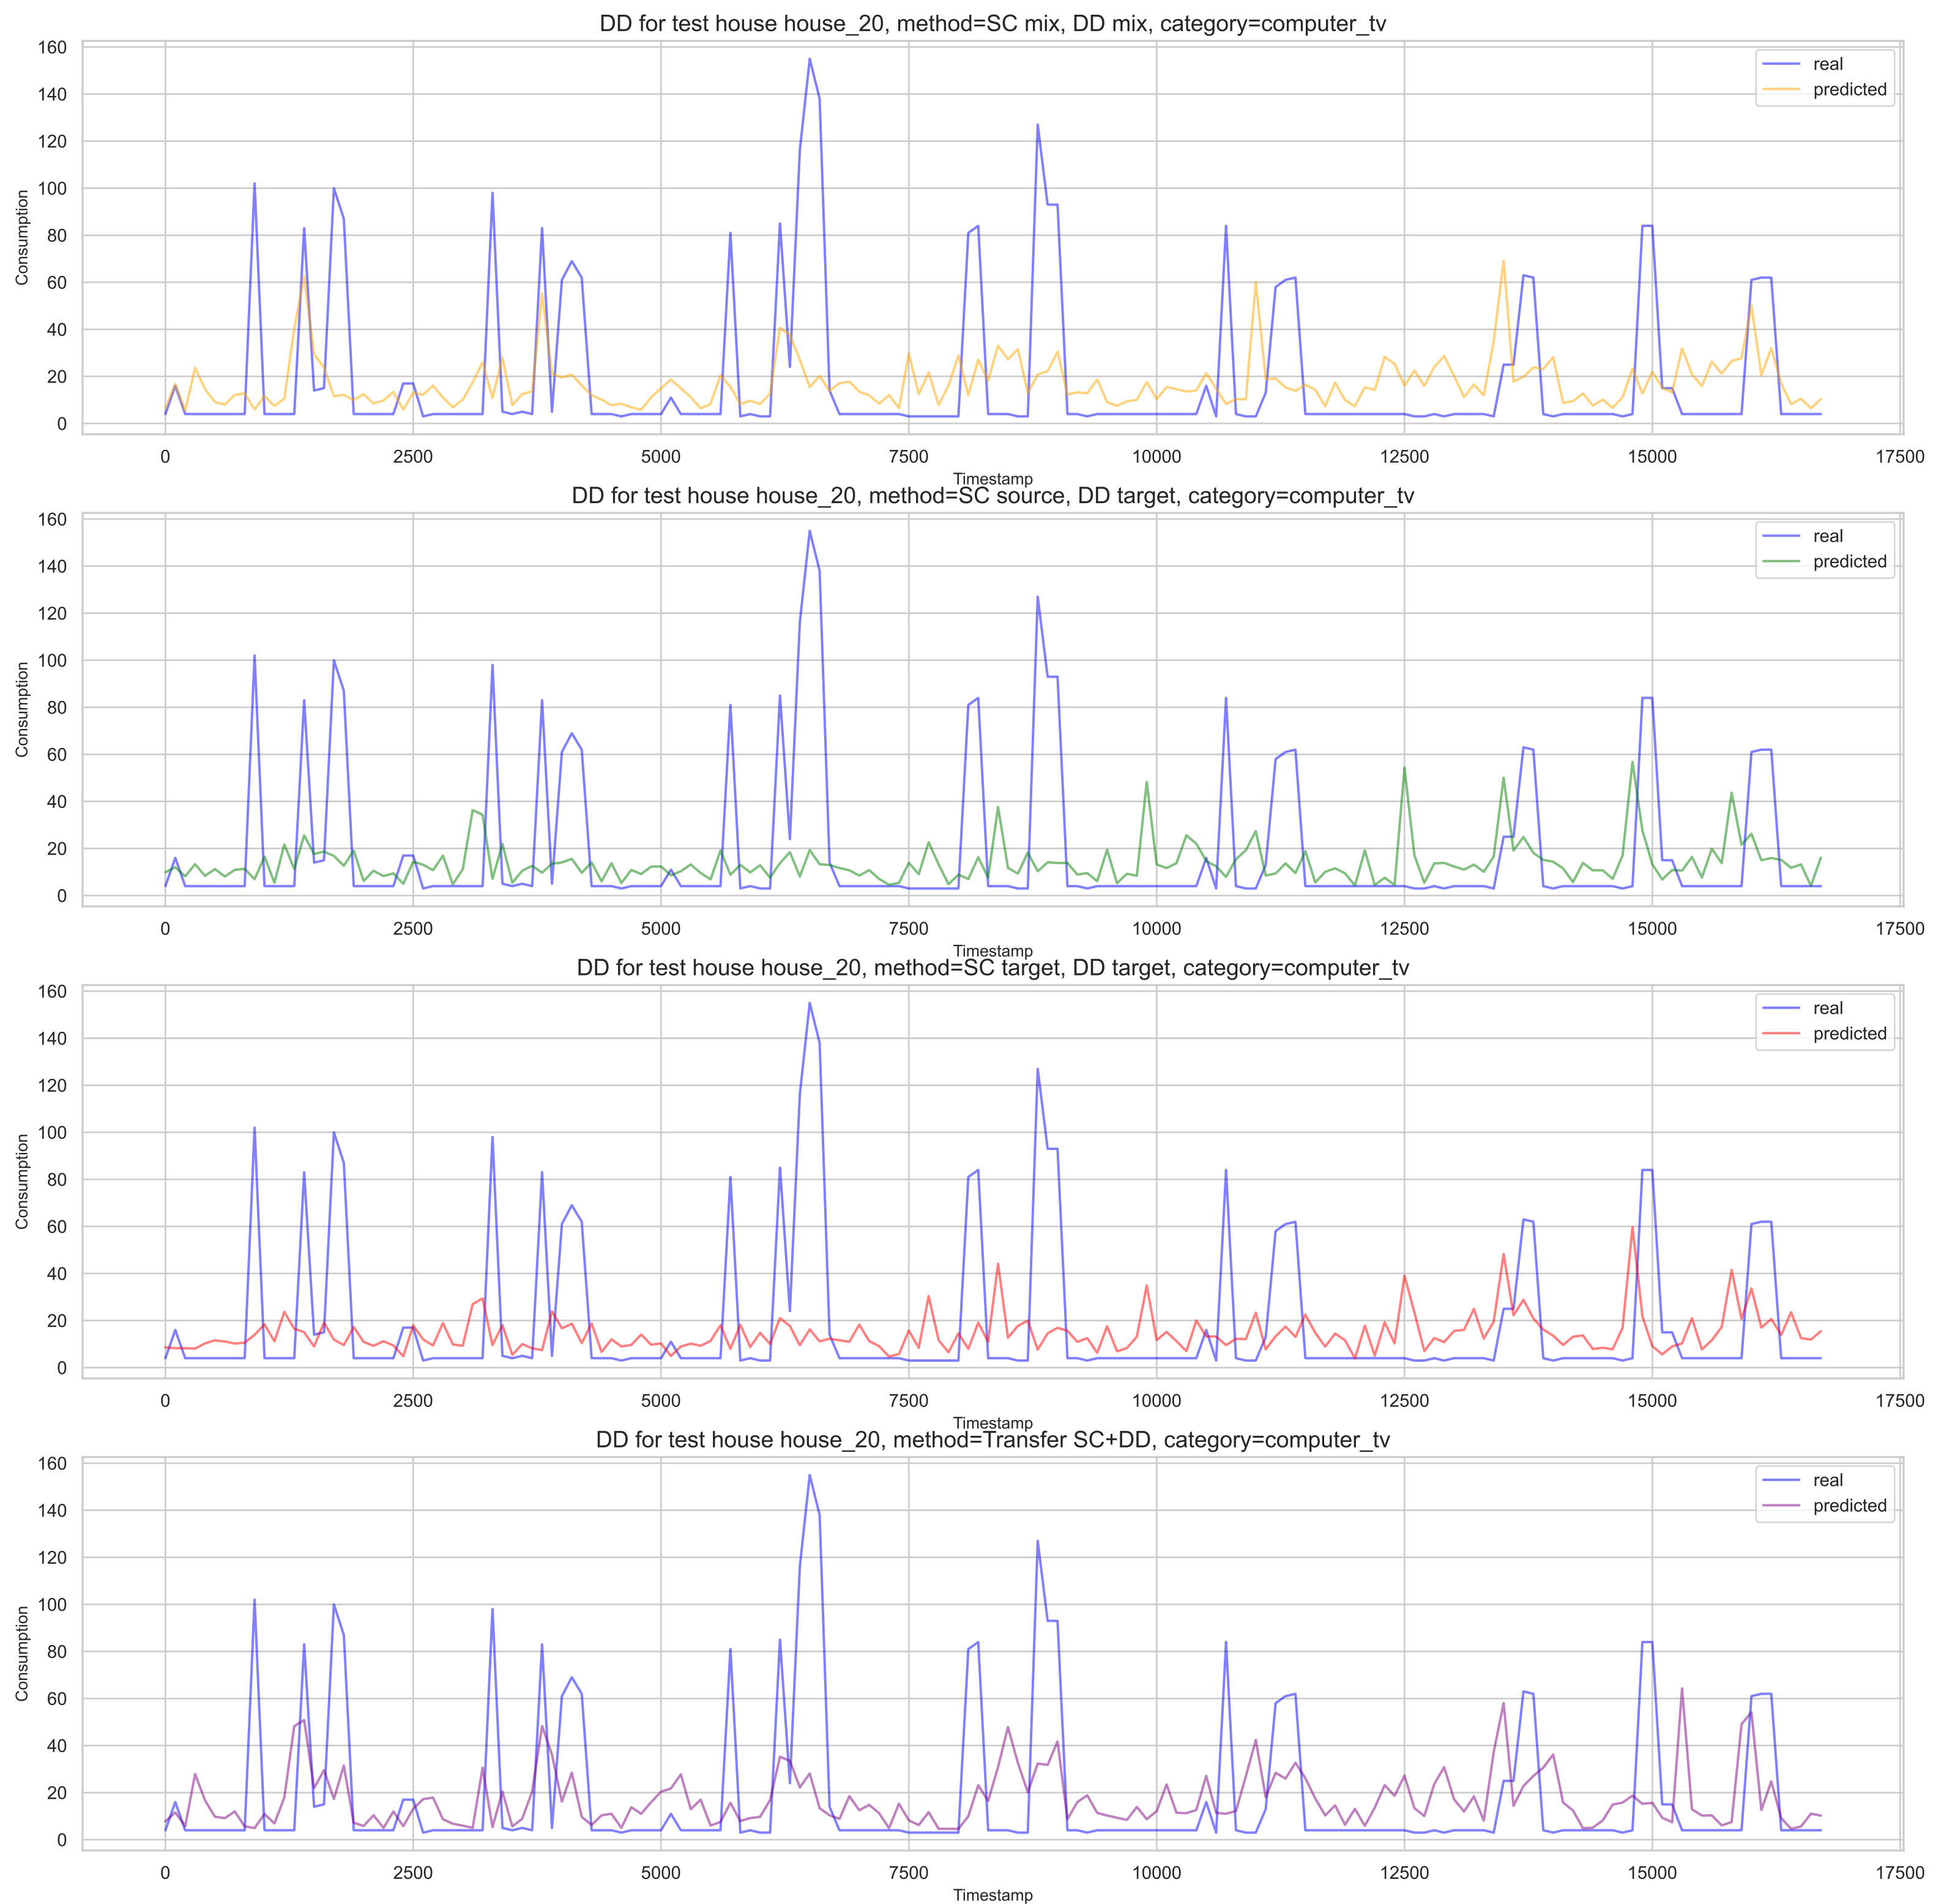 DD for test house house_20, method=SC mix, DD mix, category=computer_tv
160
140
120
100
80
60
40
20
0
Consumption
real
predicted
0 2500 5000 7500 10000 12500 15000 17500
Timestamp
DD for test house house_20, method=SC source, DD target, category=computer_tv
160
140
120
100
80
60
40
20
0
Consumption
real
predicted
0 2500 5000 7500 10000 12500 15000 17500
Timestamp
DD for test house house_20, method=SC target, DD target, category=computer_tv
160
140
120
100
80
60
40
20
0
Consumption
real
predicted
0 2500 5000 7500 10000 12500 15000 17500
Timestamp
DD for test house house_20, method=Transfer SC+DD, category=computer_tv
160
140
120
100
80
60
40
20
0
Consumption
real
predicted
0 2500 5000 7500 10000 12500 15000 17500
Timestamp